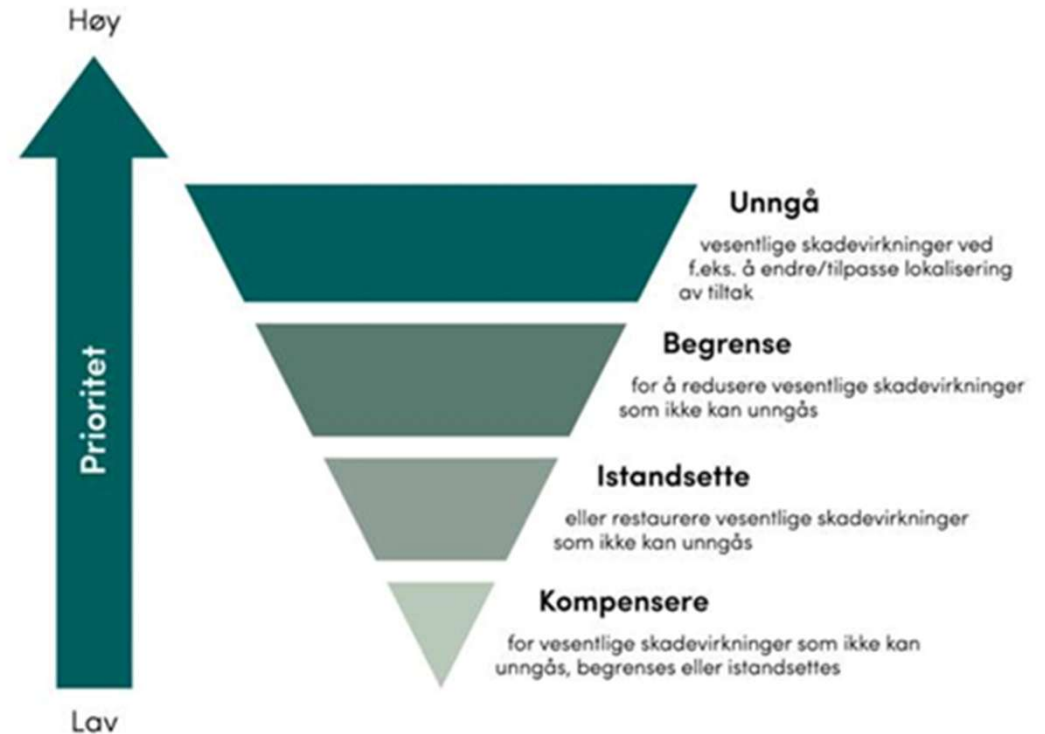 Høy
Prioritet
Lav
Unngå
vesentlige skadevirkninger ved
f.eks. å endre/tilpasse lokalisering
av tiltak
Begrense
for å redusere vesentlige skadevirkninger
som ikke kan unngås
Istandsette
eller restaurere vesentlige skadevirkninger
som ikke kan unngås
Kompensere
for vesentlige skadevirkninger som ikke kan
unngås, begrenses eller istandsettes